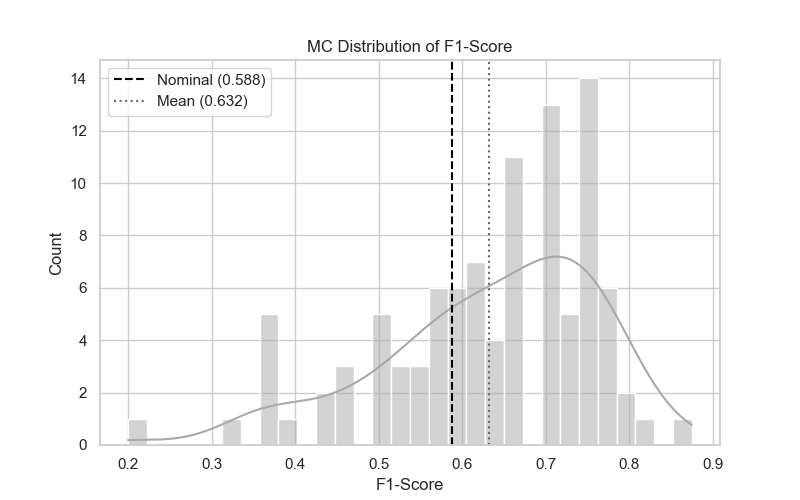 MC Distribution of F1-Score
Nominal (0.588)
Mean (0.632)
14
12
10
8
6
4
2
0
Count
0.2 0.3 0.4 0.5 0.6 0.7 0.8 0.9
F1-Score